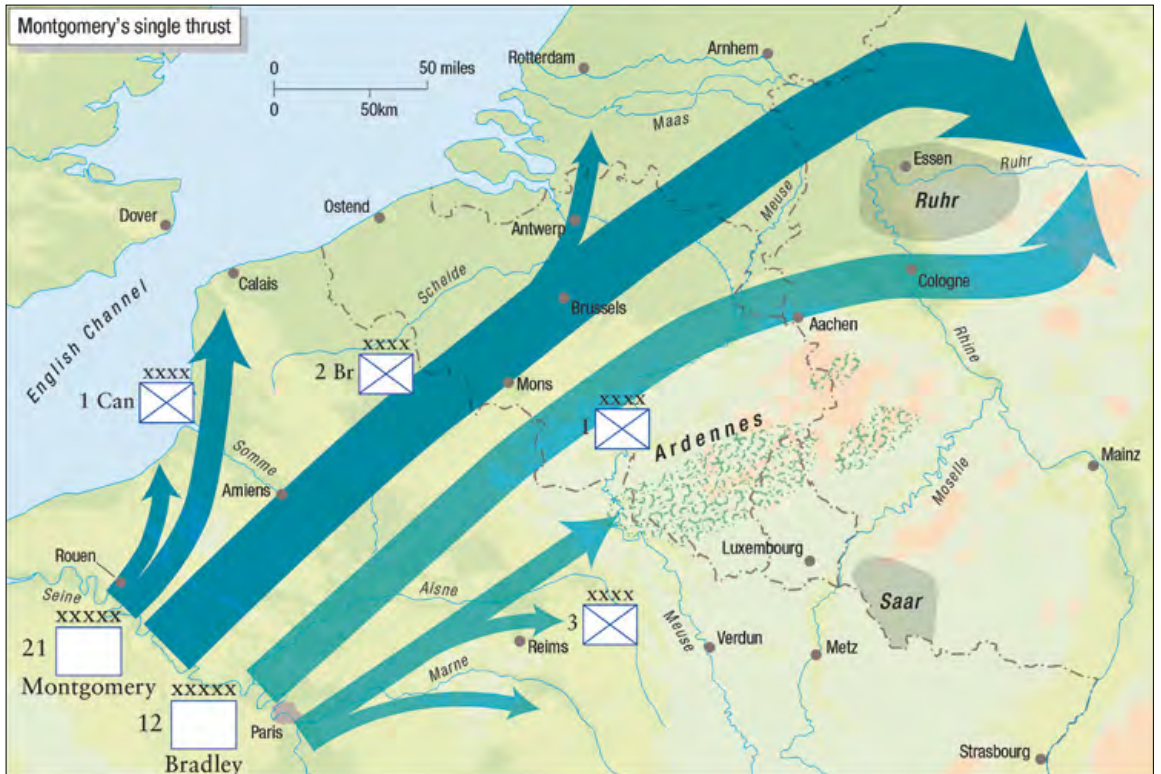 Montgomery's single thrust
Rotterdam
Arnhem
0 50 miles
0 50km
Maas
Essen
Ruhr
Ruhr
Dover
Ostend
Antwerp
Meuse
Calais
Schelde
Cologne
English Channel
Brussels
Aachen
Rhine
XXXX
2 Br
XXXX
1 Can
Mons
XXXX
1
Ardennes
Somme
Amiens
Moselle
Mainz
Rouen
Seine
Aisne
Luxembourg
Saar
XXXXX
21
Montgomery
XXXX
3
Reims
Meuse
Verdun
Metz
Marne
XXXXX
12
Bradley
Paris
Strasbourg